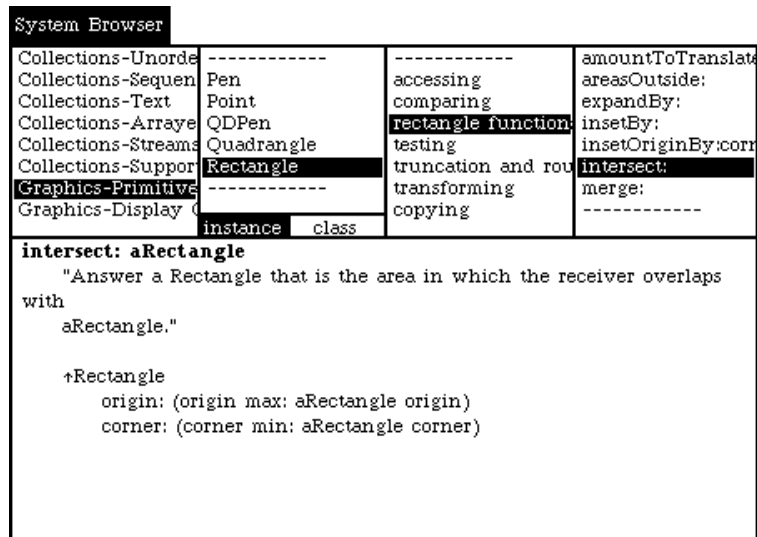 System Browser
Collections-Unorde
Collections-Sequen
Collections-Text
Collections-Arraye
Collections-Streams
Collections-Suppor
Graphics-Primitive
Graphics-Display
------------
Pen
Point
QDPen
Quadrangle
Rectangle
------------
instance class
------------
accessing
comparing
rectangle function
testing
truncation and rou
transforming
copying
amountToTranslate
areasOutside:
expandBy:
insetBy:
insetOriginBy:corr
intersect:
merge:
------------
intersect: aRectangle
"Answer a Rectangle that is the area in which the receiver overlaps
with
aRectangle."
↑Rectangle
origin: (origin max: aRectangle origin)
corner: (corner min: aRectangle corner)